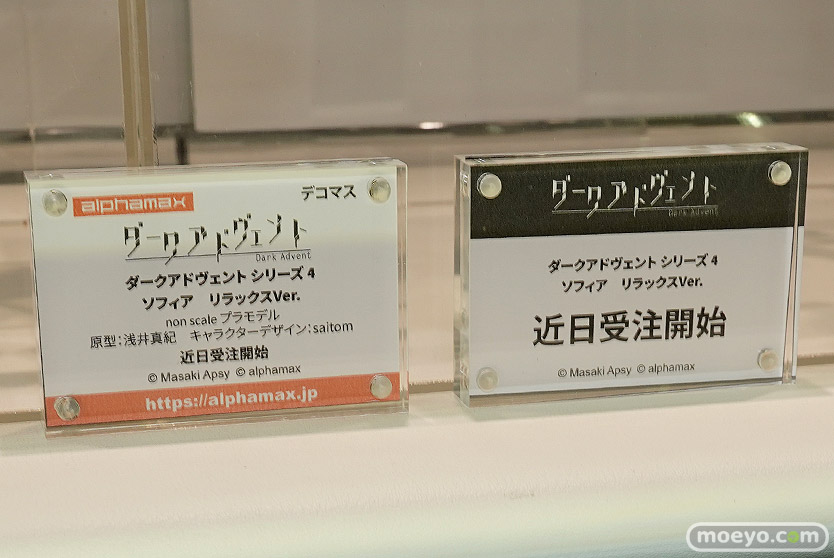 alphamax
デコマス
ダークアドヴェント
Dark Advent
ダークアドヴェント シリーズ 4
ソフィア　リラックスVer.
non scale プラモデル
原型：浅井真紀　キャラクターデザイン：saitom
近日受注開始
© Masaki Apsy © alphamax
https://alphamax.jp
ダークアドヴェント
Dark Advent
ダークアドヴェント シリーズ 4
ソフィア　リラックスVer.
近日受注開始
© Masaki Apsy © alphamax
moeyo.com